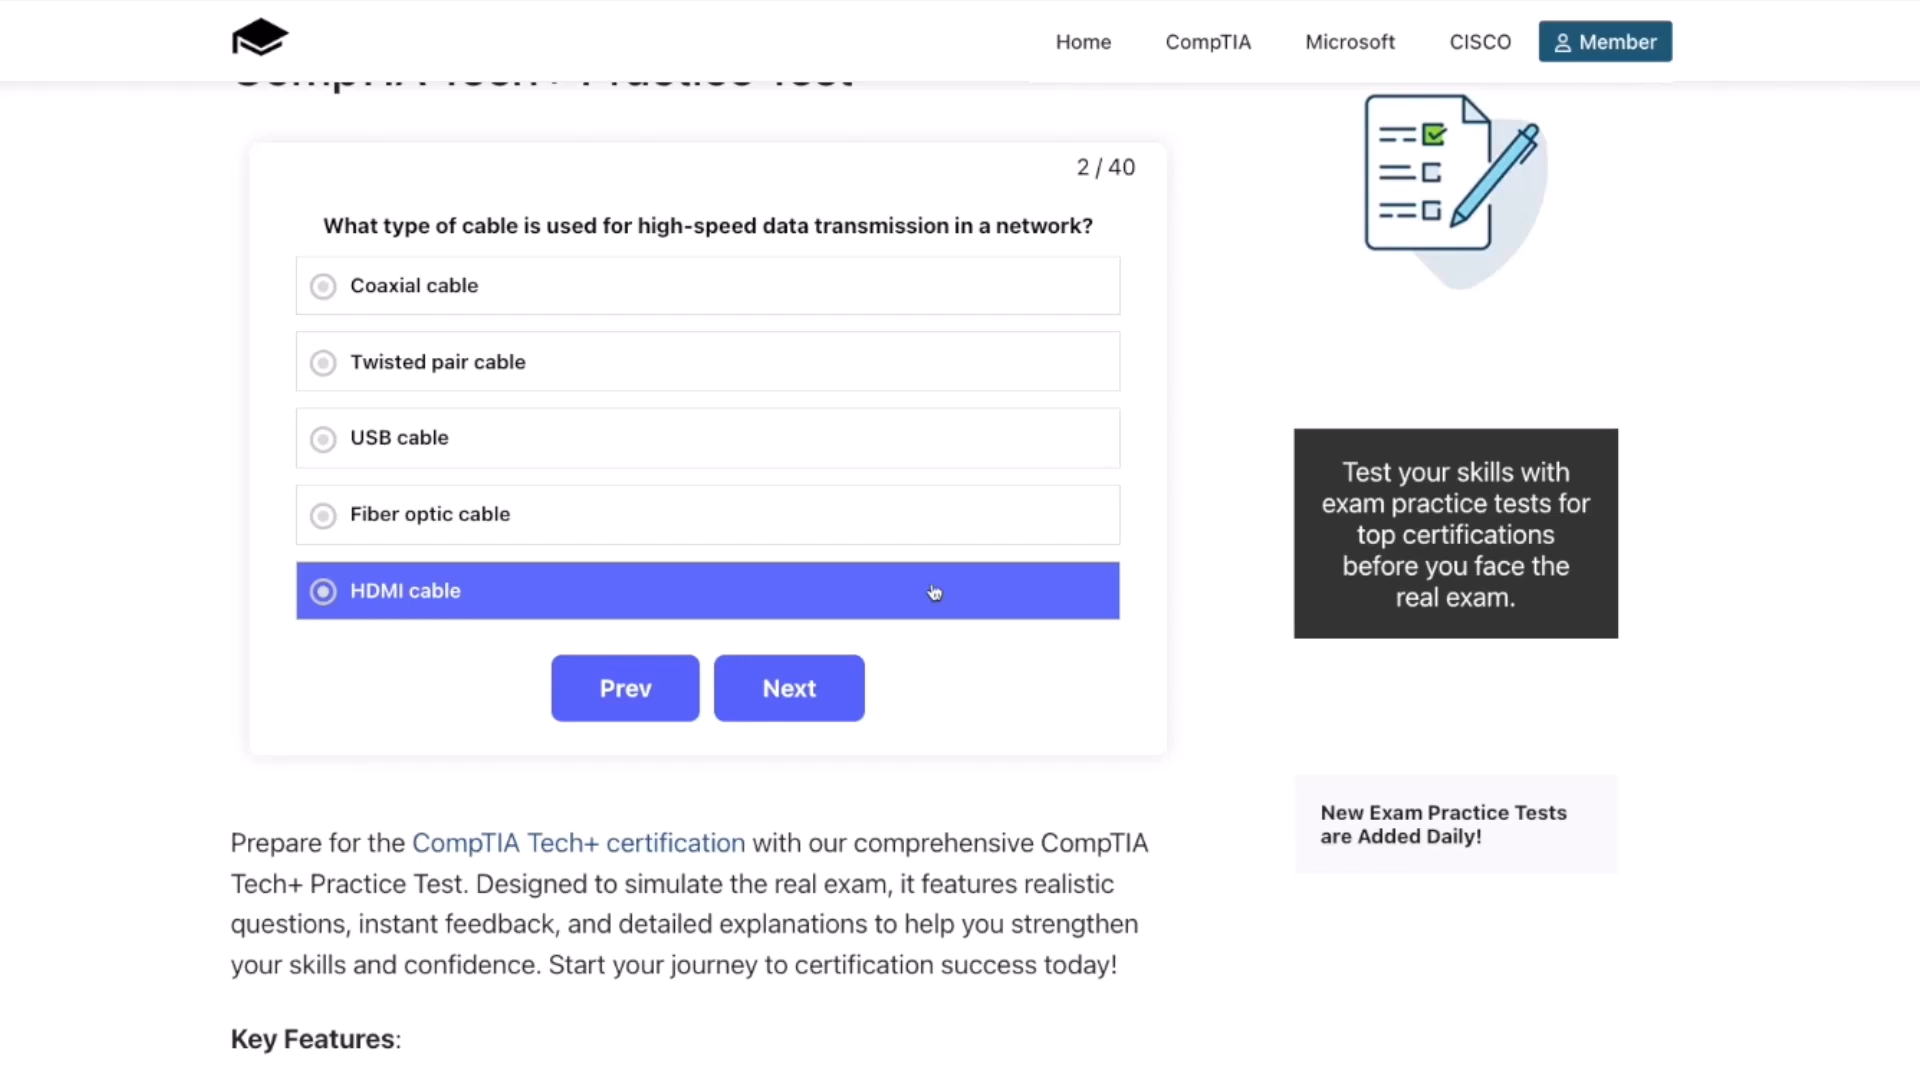 Home CompTIA Microsoft CISCO Member
CompTIA Tech+ Practice Test
2 / 40
What type of cable is used for high-speed data transmission in a network?
Coaxial cable
Twisted pair cable
USB cable
Fiber optic cable
HDMI cable
Prev Next
Prepare for the CompTIA Tech+ certification with our comprehensive CompTIA
Tech+ Practice Test. Designed to simulate the real exam, it features realistic
questions, instant feedback, and detailed explanations to help you strengthen
your skills and confidence. Start your journey to certification success today!
Key Features:
Test your skills with
exam practice tests for
top certifications
before you face the
real exam.
New Exam Practice Tests
are Added Daily!